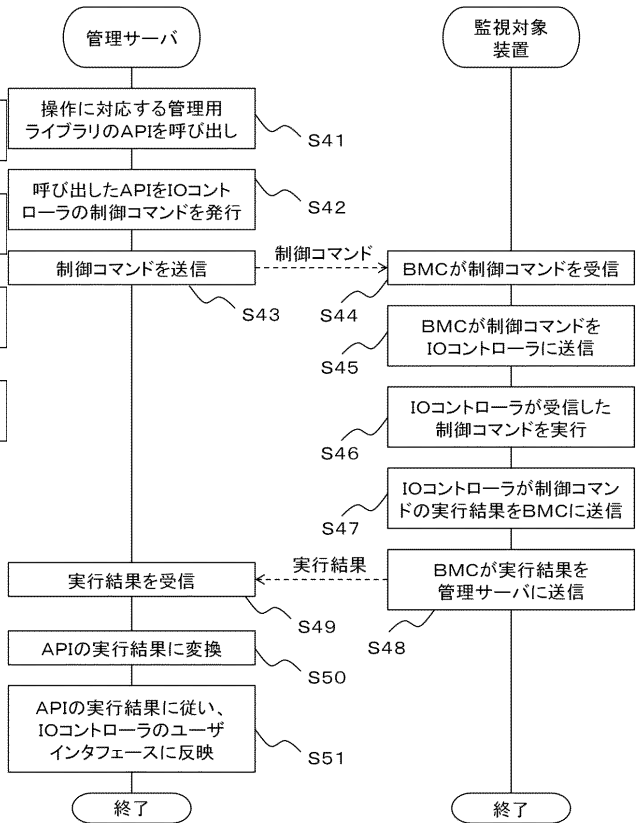 管理サーバ
監視対象
装置
操作に対応する管理用
ライブラリのAPIを呼び出し
S41
呼び出したAPIをIOコント
ローラの制御コマンドを発行
S42
制御コマンドを送信
S43
制御コマンド
BMCが制御コマンドを受信
S44
BMCが制御コマンドを
IOコントローラに送信
S45
IOコントローラが受信した
制御コマンドを実行
S46
IOコントローラが制御コマン
ドの実行結果をBMCに送信
S47
BMCが実行結果を
管理サーバに送信
S48
実行結果
実行結果を受信
S49
APIの実行結果に変換
S50
APIの実行結果に従い、
IOコントローラのユーザ
インタフェースに反映
S51
終了
終了